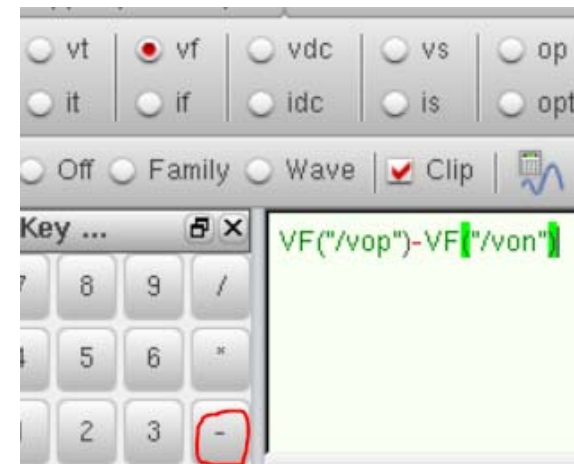 vt vf vdc vs op
it if idc is opt
Off Family Wave Clip
Key ...
VF("/vop")-VF("/von")
8 9 /
5 6 *
2 3 -